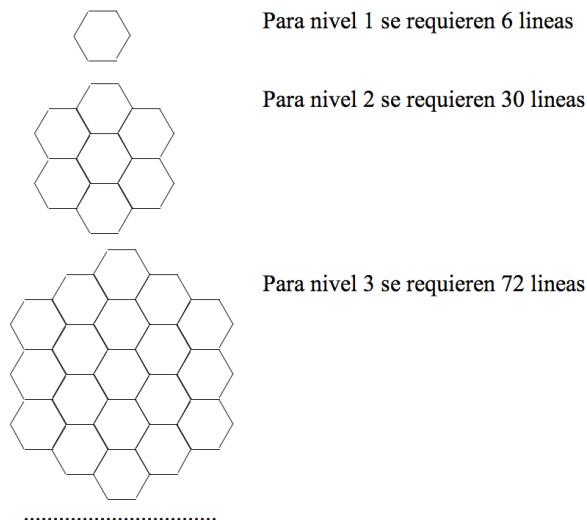 Para nivel 1 se requieren 6 lineas
Para nivel 2 se requieren 30 lineas
Para nivel 3 se requieren 72 lineas
.................................